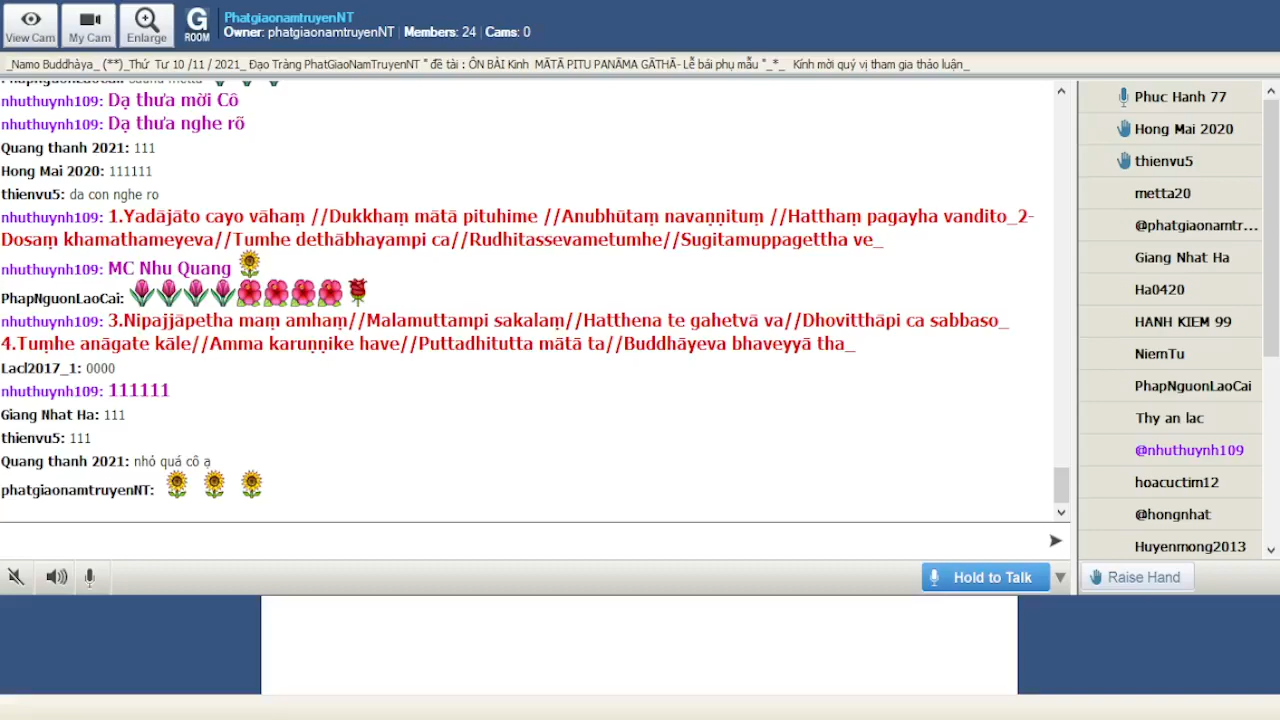 View Cam
My Cam
Enlarge
G
ROOM
PhatgiaonamtruyenNT
Owner: phatgiaonamtruyenNT | Members: 24 | Cams: 0
_Namo Buddhàya_ (**)_Thứ Tư 10 /11 / 2021_ Đạo Tràng PhatGiaoNamTruyenNT " đề tài : ÔN BÀI Kinh MĀTĀ PITU PANĀMA GĀTHĀ- Lễ bái phụ mẫu "_*_ Kính mời quý vị tham gia thảo luận_
nhuthuynh109: Dạ thưa mời Cô
nhuthuynh109: Dạ thưa nghe rõ
Quang thanh 2021: 111
Hong Mai 2020: 111111
thienvu5: da con nghe ro
nhuthuynh109: 1.Yadājāto cayo vāhaṃ //Dukkhaṃ mātā pituhime //Anubhūtaṃ navaṇṇituṃ //Hatthaṃ pagayha vandito_2-
Dosaṃ khamathameyeva//Tumhe dethābhayampi ca//Rudhitassevametumhe//Sugitamuppagettha ve_
nhuthuynh109: MC Nhu Quang
PhapNguonLaoCai:
nhuthuynh109: 3.Nipajjāpetha maṃ amhaṃ//Malamuttampi sakalaṃ//Hatthena te gahetvā va//Dhovitthāpi ca sabbaso_
4.Tuṃhe anāgate kāle//Amma karuṇṇike have//Puttadhitutta mātā ta//Buddhāyeva bhaveyyā tha_
Lacl2017_1: 0000
nhuthuynh109: 111111
Giang Nhat Ha: 111
thienvu5: 111
Quang thanh 2021: nhỏ quá cô ạ
phatgiaonamtruyenNT:
Phuc Hanh 77
Hong Mai 2020
thienvu5
metta20
@phatgiaonamtr...
Giang Nhat Ha
Ha0420
HANH KIEM 99
NiemTu
PhapNguonLaoCai
Thy an lac
@nhuthuynh109
hoacuctim12
@hongnhat
Huyenmong2013
Hold to Talk
Raise Hand